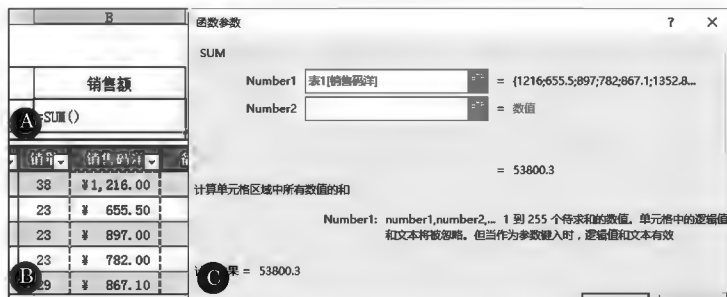 B
销售额
=SUM()
A
销量 销售码洋
38 ¥1,216.00
23 ¥ 655.50
23 ¥ 897.00
23 ¥ 782.00
29 ¥ 867.10
B
函数参数 ? ×
SUM
Number1 表1[销售码洋] = {1216;655.5;897;782;867.1;1352.8...
Number2 = 数值
= 53800.3
计算单元格区域中所有数值的和
Number1: number1,number2,... 1 到 255 个待求和的数值。单元格中的逻辑值
和文本将被忽略。但当作为参数键入时，逻辑值和文本有效
果 = 53800.3
C